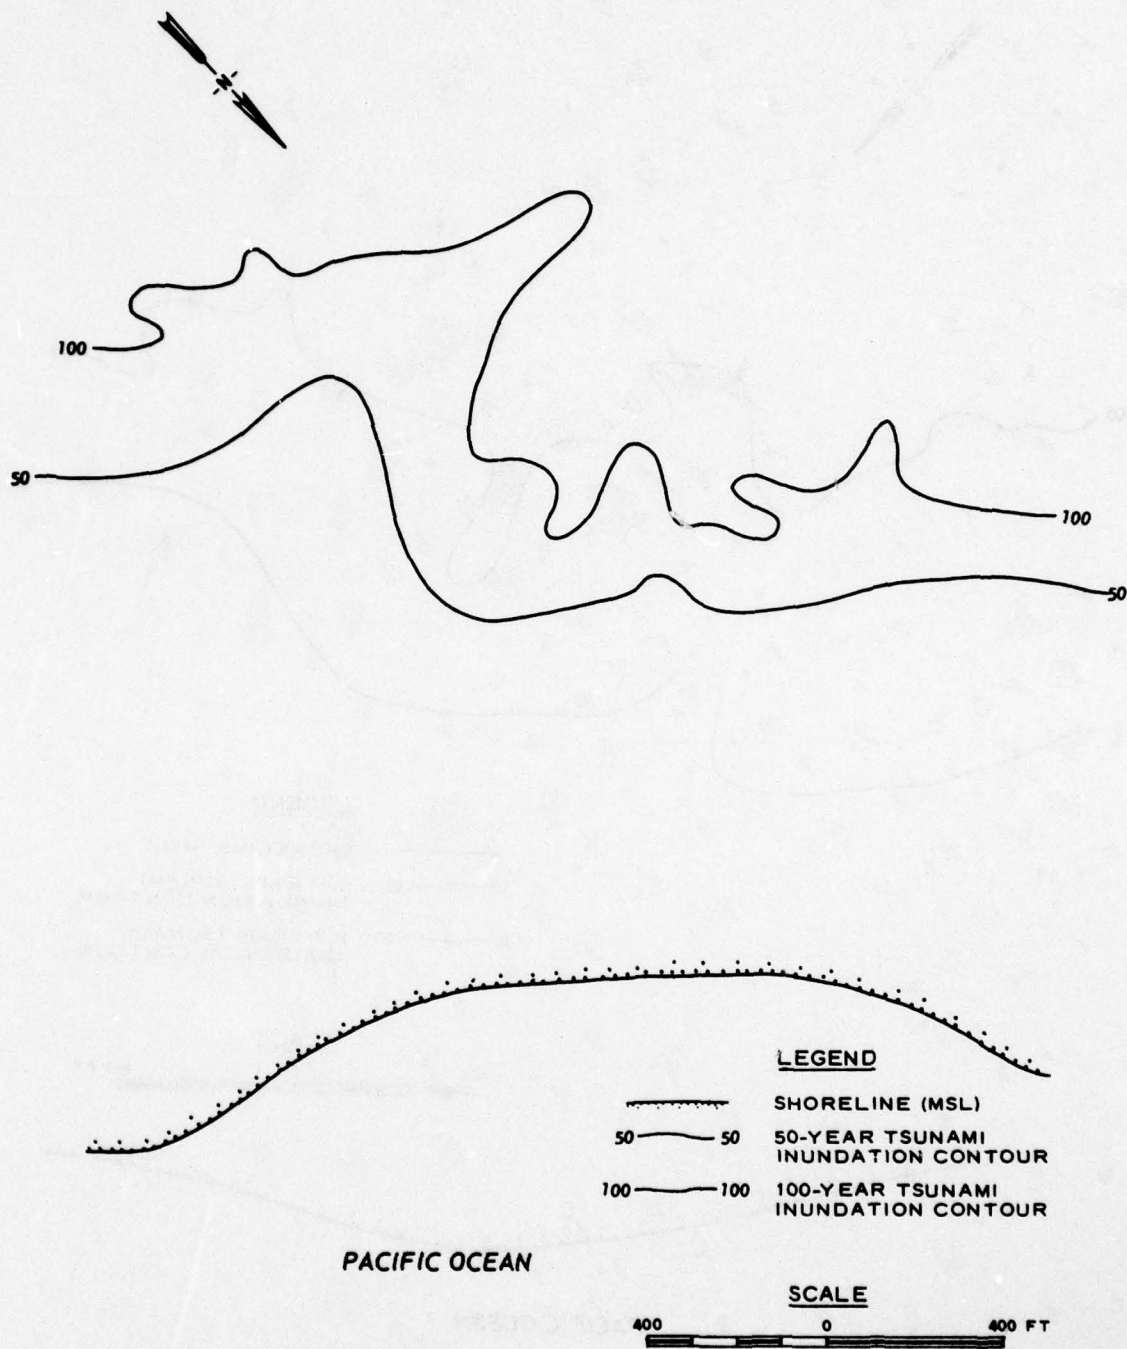 N
100
50
100
50
LEGEND
SHORELINE (MSL)
50 50 50-YEAR TSUNAMI
INUNDATION CONTOUR
100 100 100-YEAR TSUNAMI
INUNDATION CONTOUR
PACIFIC OCEAN
SCALE
400 0 400 FT